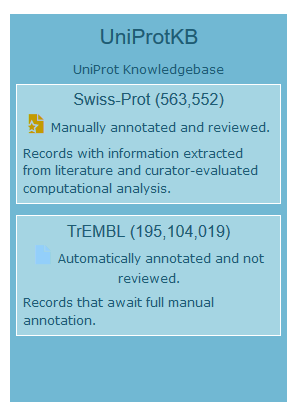 UniProtKB
UniProt Knowledgebase
Swiss-Prot (563,552)
Manually annotated and reviewed.
Records with information extracted
from literature and curator-evaluated
computational analysis.
TrEMBL (195,104,019)
Automatically annotated and not
reviewed.
Records that await full manual
annotation.